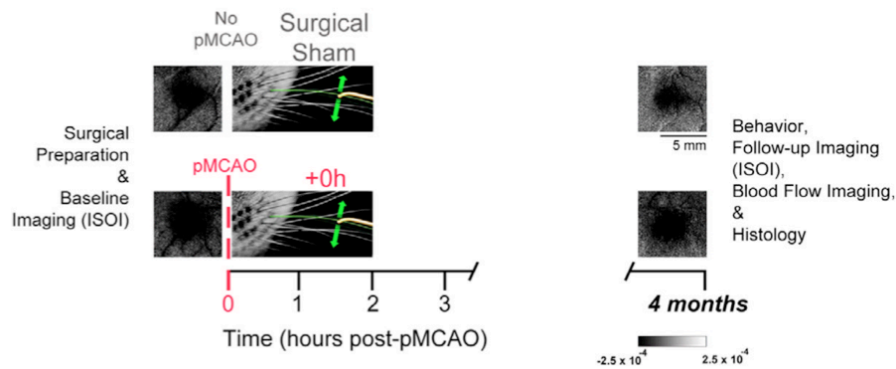 No
pMCAO
Surgical
Sham
Surgical
Preparation
&
Baseline
Imaging (ISOI)
pMCAO
+0h
5 mm
Behavior,
Follow-up Imaging
(ISOI),
Blood Flow Imaging,
&
Histology
0 1 2 3
4 months
Time (hours post-pMCAO)
-2.5 x 10-4 2.5 x 10-4